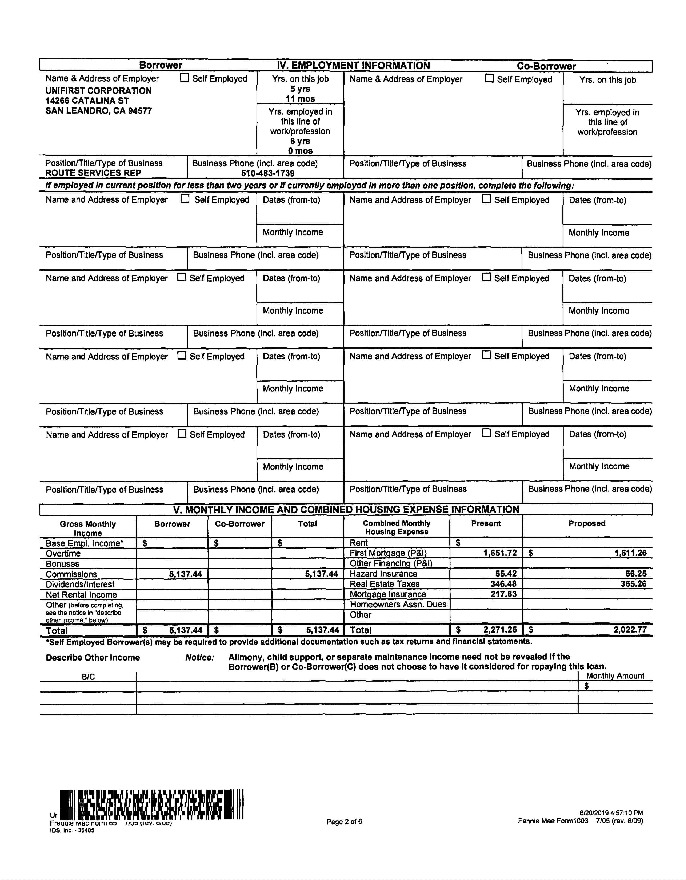 Borrower IV. EMPLOYMENT INFORMATION Co-Borrower
Name & Address of Employer Self Employed Yrs. on this job Name & Address of Employer Self Employed Yrs. on this job
UNIFIRST CORPORATION 5 yrs
14266 CATALINA ST 11 mos
SAN LEANDRO, CA 94577 Yrs. employed in this line of work/profession Yrs. employed in this line of work/profession
6 yrs
0 mos
Position/Title/Type of Business Business Phone (incl. area code) Position/Title/Type of Business Business Phone (incl. area code)
ROUTE SERVICES REP 510-483-1739
If employed in current position for less than two years or if currently employed in more than one position, complete the following:
Name and Address of Employer Self Employed Dates (from-to) Name and Address of Employer Self Employed Dates (from-to)
Monthly Income Monthly Income
Position/Title/Type of Business Business Phone (incl. area code) Position/Title/Type of Business Business Phone (incl. area code)
Name and Address of Employer Self Employed Dates (from-to) Name and Address of Employer Self Employed Dates (from-to)
Monthly Income Monthly Income
Position/Title/Type of Business Business Phone (incl. area code) Position/Title/Type of Business Business Phone (incl. area code)
Name and Address of Employer Self Employed Dates (from-to) Name and Address of Employer Self Employed Dates (from-to)
Monthly Income Monthly Income
Position/Title/Type of Business Business Phone (incl. area code) Position/Title/Type of Business Business Phone (incl. area code)
Name and Address of Employer Self Employed Dates (from-to) Name and Address of Employer Self Employed Dates (from-to)
Monthly Income Monthly Income
Position/Title/Type of Business Business Phone (incl. area code) Position/Title/Type of Business Business Phone (incl. area code)
V. MONTHLY INCOME AND COMBINED HOUSING EXPENSE INFORMATION
Gross Monthly Income Borrower Co-Borrower Total Combined Monthly Housing Expense Present Proposed
Base Empl. Income* $ $ $ Rent $
Overtime First Mortgage (P&I) 1,651.72 $ 1,611.26
Bonuses Other Financing (P&I)
Commissions 5,137.44 5,137.44 Hazard Insurance 55.42 56.25
Dividends/Interest Real Estate Taxes 346.48 355.26
Net Rental Income Mortgage Insurance 217.63
Other (before completing, see the notice in "describe other income," below) Homeowners Assn. Dues
Other
Total $ 5,137.44 $ $ 5,137.44 Total $ 2,271.25 $ 2,022.77
*Self Employed Borrower(s) may be required to provide additional documentation such as tax returns and financial statements.
Describe Other Income Notice: Alimony, child support, or separate maintenance income need not be revealed if the
Borrower(B) or Co-Borrower(C) does not choose to have it considered for repaying this loan.
B/C Monthly Amount
$
Freddie Mac Form 65 7/05 (rev. 6/09)
IDS, Inc.
Page 2 of 6
6/20/2019 4:57:10 PM
Fannie Mae Form1003 7/05 (rev. 6/09)